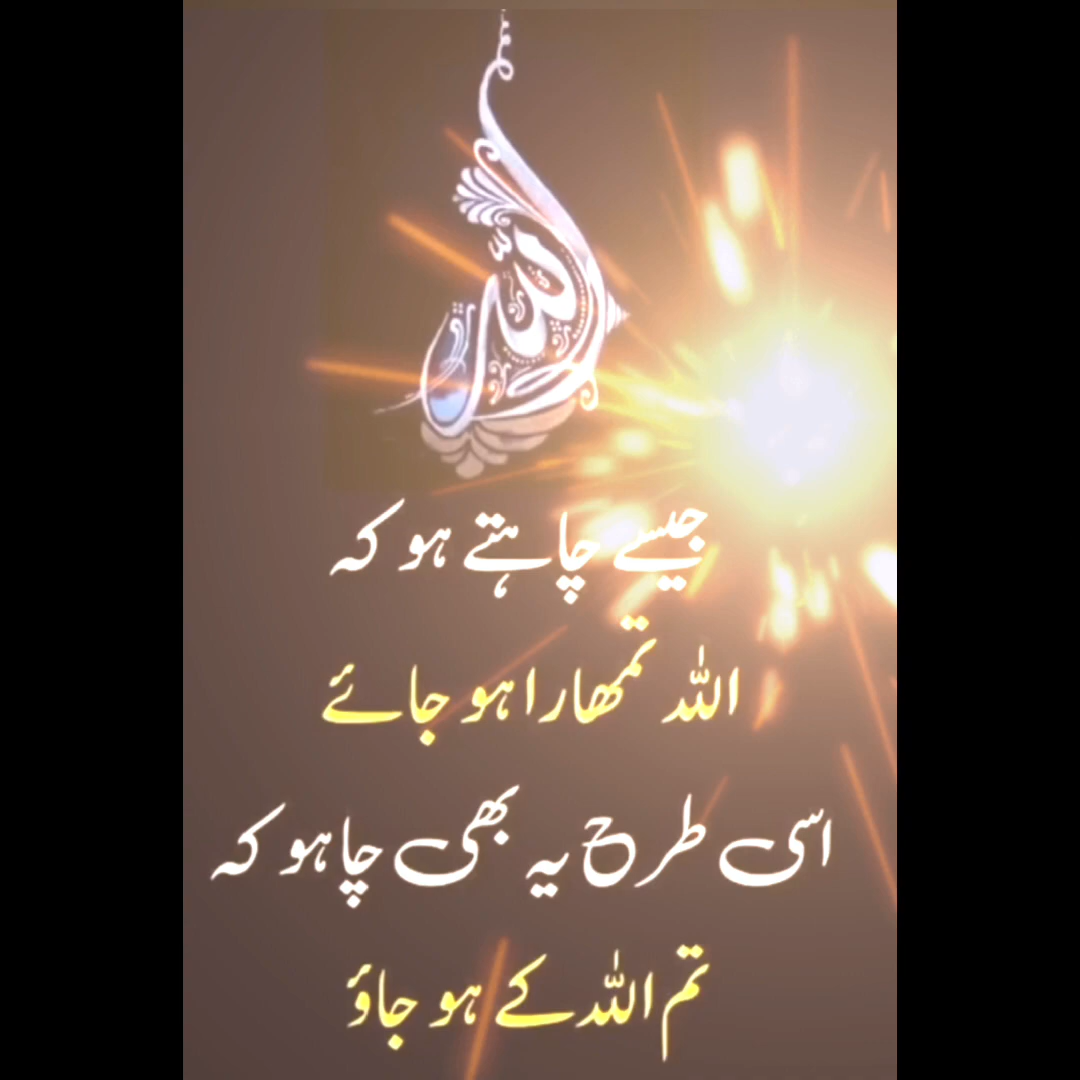 الله
جیسے چاہتے ہو کہ
اللہ تمھارا ہو جائے
اسی طرح یہ بھی چاہو کہ
تم اللہ کے ہو جاؤ